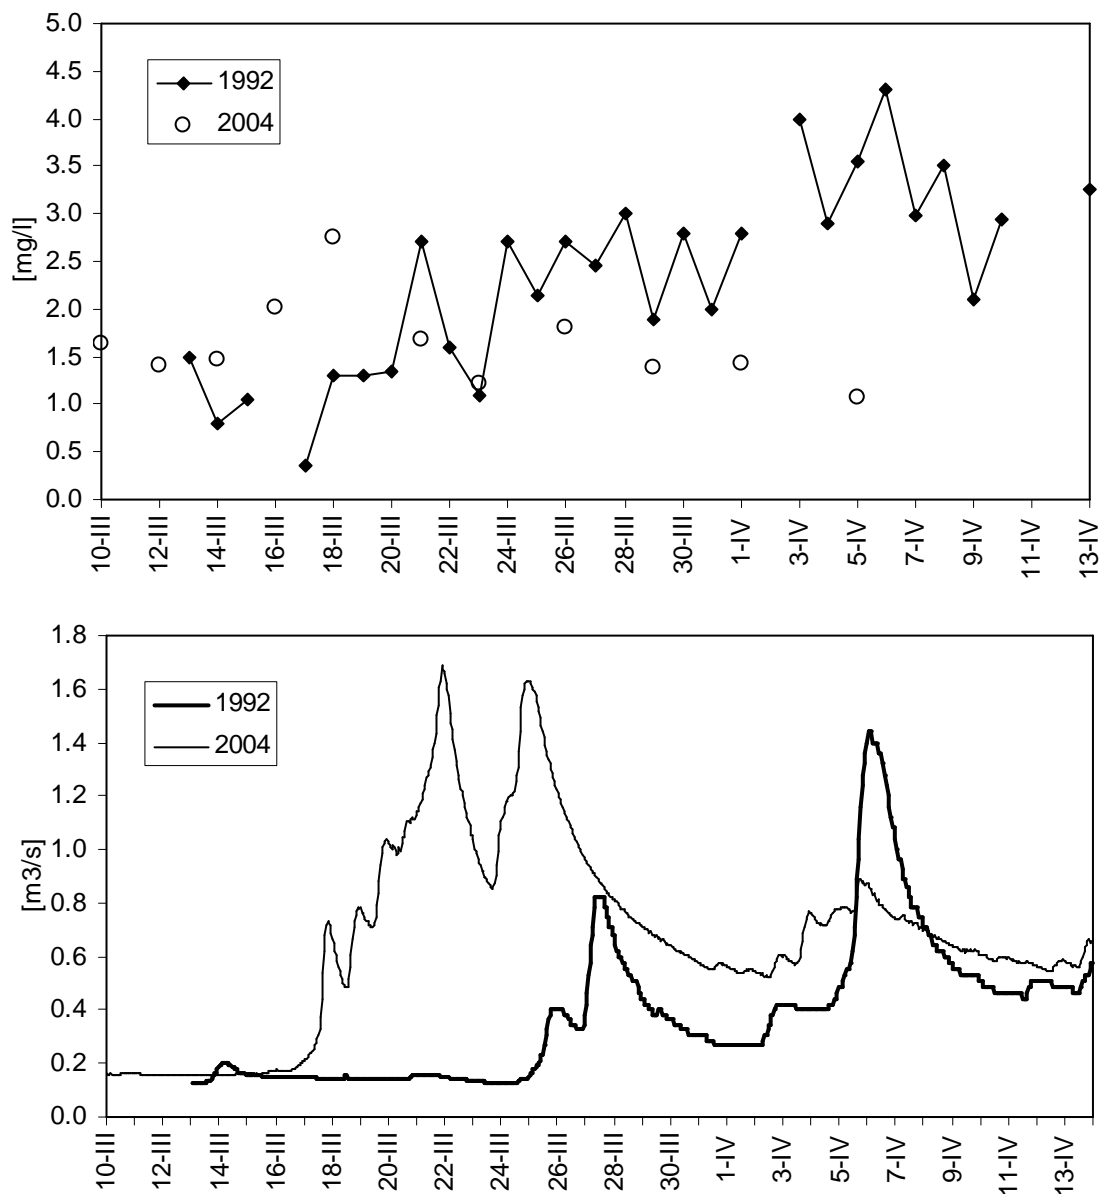 5.0
4.5
4.0
3.5
3.0
2.5
2.0
1.5
1.0
0.5
0.0
[mg/l]
1992
2004
10-III
12-III
14-III
16-III
18-III
20-III
22-III
24-III
26-III
28-III
30-III
1-IV
3-IV
5-IV
7-IV
9-IV
11-IV
13-IV
1.8
1.6
1.4
1.2
1.0
0.8
0.6
0.4
0.2
0.0
[m3/s]
1992
2004
10-III
12-III
14-III
16-III
18-III
20-III
22-III
24-III
26-III
28-III
30-III
1-IV
3-IV
5-IV
7-IV
9-IV
11-IV
13-IV